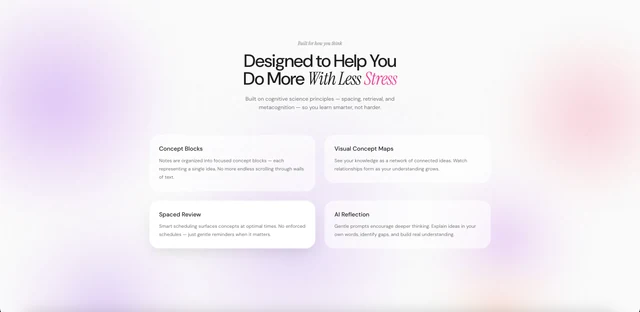 Built for how you think
Designed to Help You
Do More With Less Stress
Built on cognitive science principles — spacing, retrieval, and
metacognition — so you learn smarter, not harder.
Concept Blocks
Notes are organized into focused concept blocks — each
representing a single idea. No more endless scrolling through walls
of text.
Visual Concept Maps
See your knowledge as a network of connected ideas. Watch
relationships form as your understanding grows.
Spaced Review
Smart scheduling surfaces concepts at optimal times. No enforced
schedules — just gentle reminders when it matters.
AI Reflection
Gentle prompts encourage deeper thinking. Explain ideas in your
own words, identify gaps, and build real understanding.